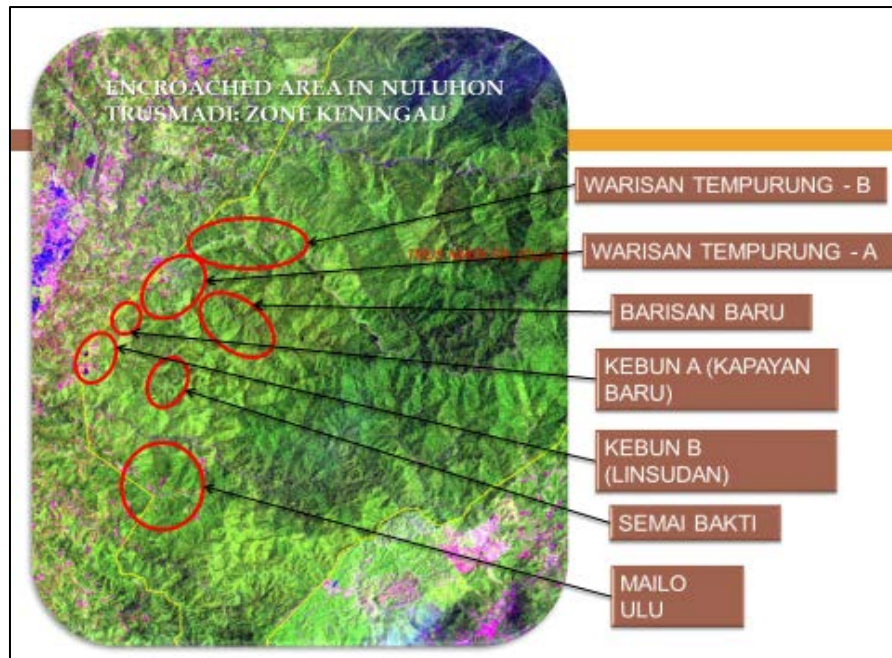 ENCROACHED AREA IN NULUHON
TRUSMADI: ZONE KENINGAU
WARISAN TEMPURUNG - B
WARISAN TEMPURUNG - A
BARISAN BARU
KEBUN A (KAPAYAN
BARU)
KEBUN B
(LINSUDAN)
SEMAI BAKTI
MAILO
ULU